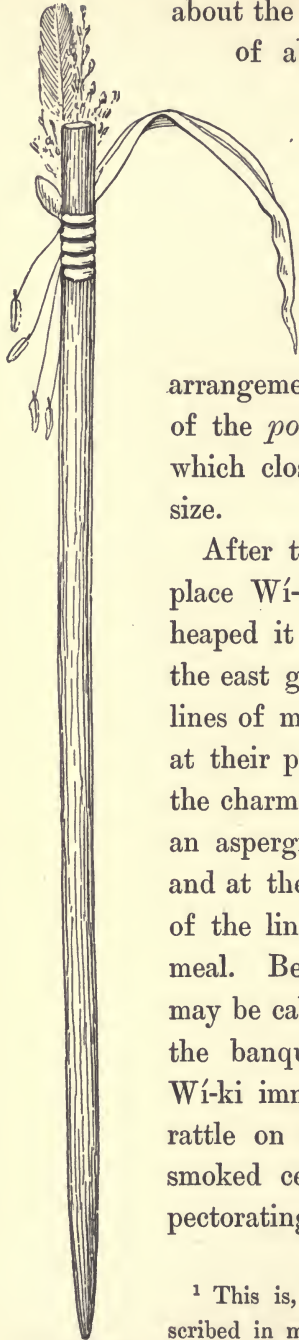 about the
of a
arrangeme
of the po
which clos
size.
After t
place Wí-
heaped it
the east g
lines of m
at their p
the charm
an asperg
and at the
of the lin
meal. Be
may be ca
the banqu
Wí-ki imm
rattle on
smoked ce
pectorating
¹ This is,
scribed in m